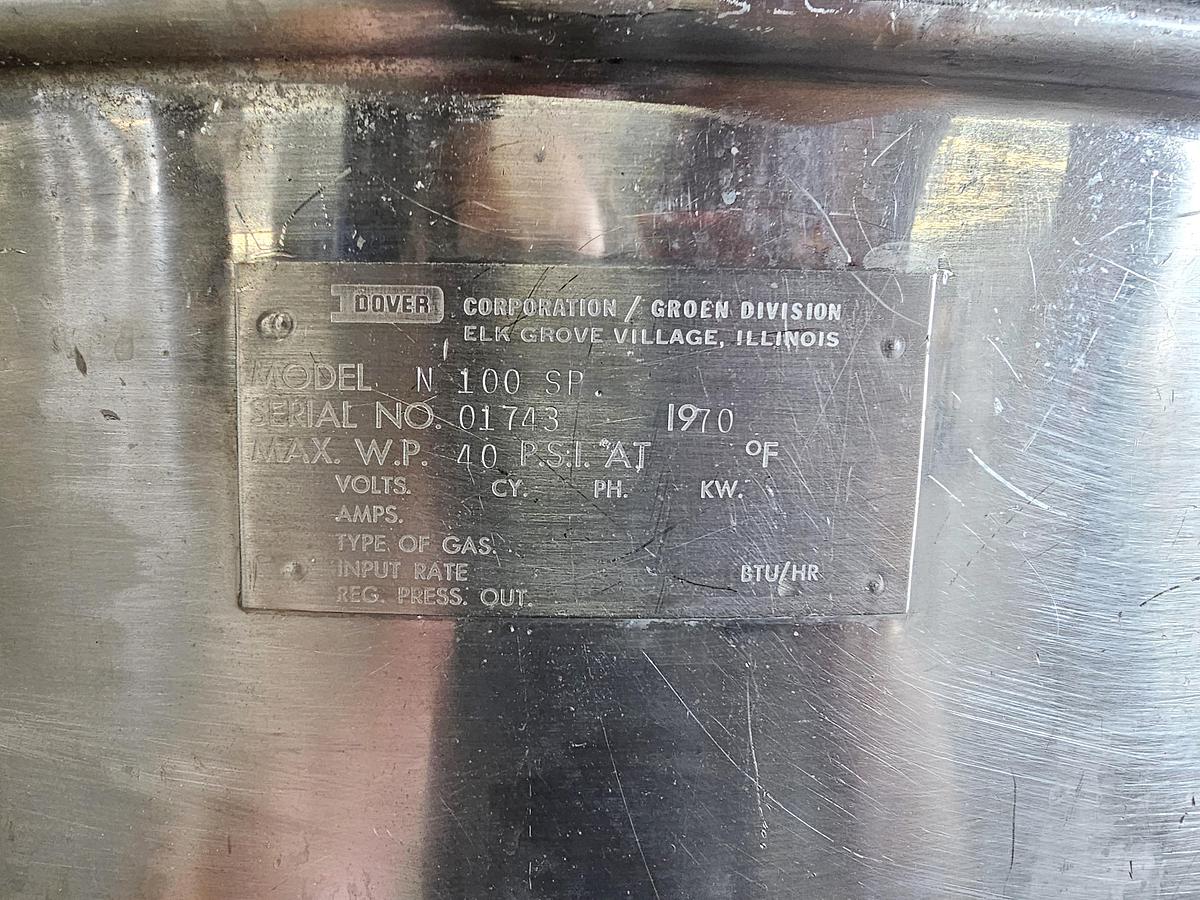 DOVER CORPORATION / GROEN DIVISION
ELK GROVE VILLAGE, ILLINOIS
MODEL N 100 SP.
SERIAL NO. 01743 1970
MAX. W.P. 40 P.S.I. AT °F
VOLTS. CY. PH. KW.
AMPS.
TYPE OF GAS.
INPUT RATE BTU/HR
REG. PRESS. OUT.